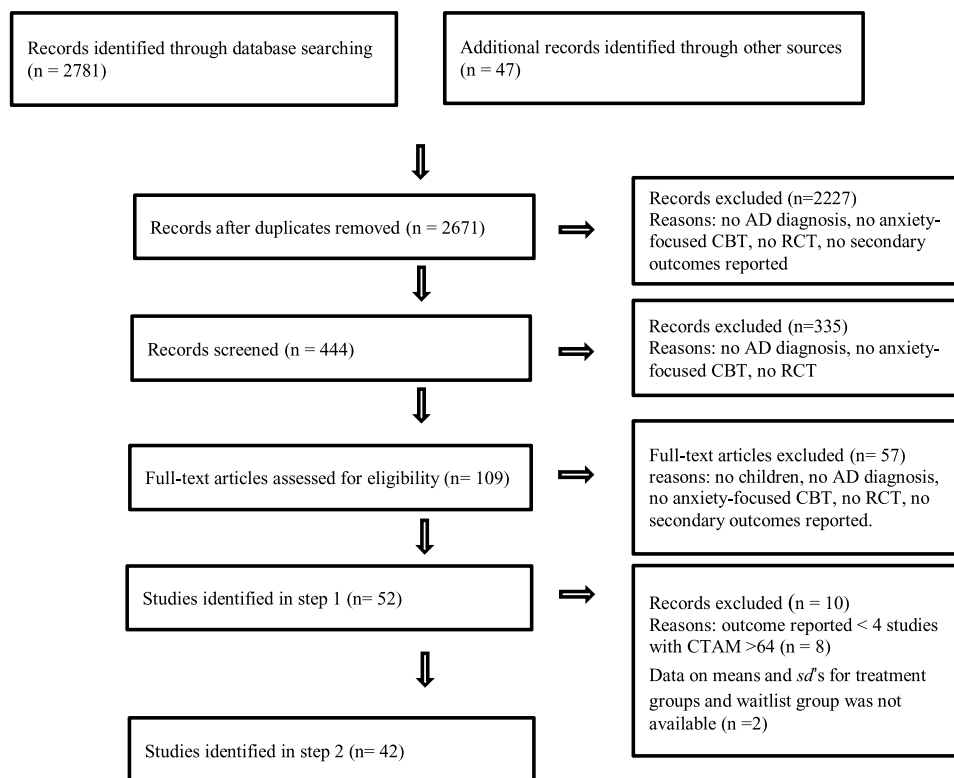 Records identified through database searching
(n = 2781)
Additional records identified through other sources
(n = 47)
Records after duplicates removed (n = 2671)
Records excluded (n=2227)
Reasons: no AD diagnosis, no anxiety-
focused CBT, no RCT, no secondary
outcomes reported
Records screened (n = 444)
Records excluded (n=335)
Reasons: no AD diagnosis, no anxiety-
focused CBT, no RCT
Full-text articles assessed for eligibility (n= 109)
Full-text articles excluded (n= 57)
reasons: no children, no AD diagnosis,
no anxiety-focused CBT, no RCT, no
secondary outcomes reported.
Studies identified in step 1 (n= 52)
Records excluded (n = 10)
Reasons: outcome reported < 4 studies
with CTAM >64 (n = 8)
Data on means and sd's for treatment
groups and waitlist group was not
available (n =2)
Studies identified in step 2 (n= 42)